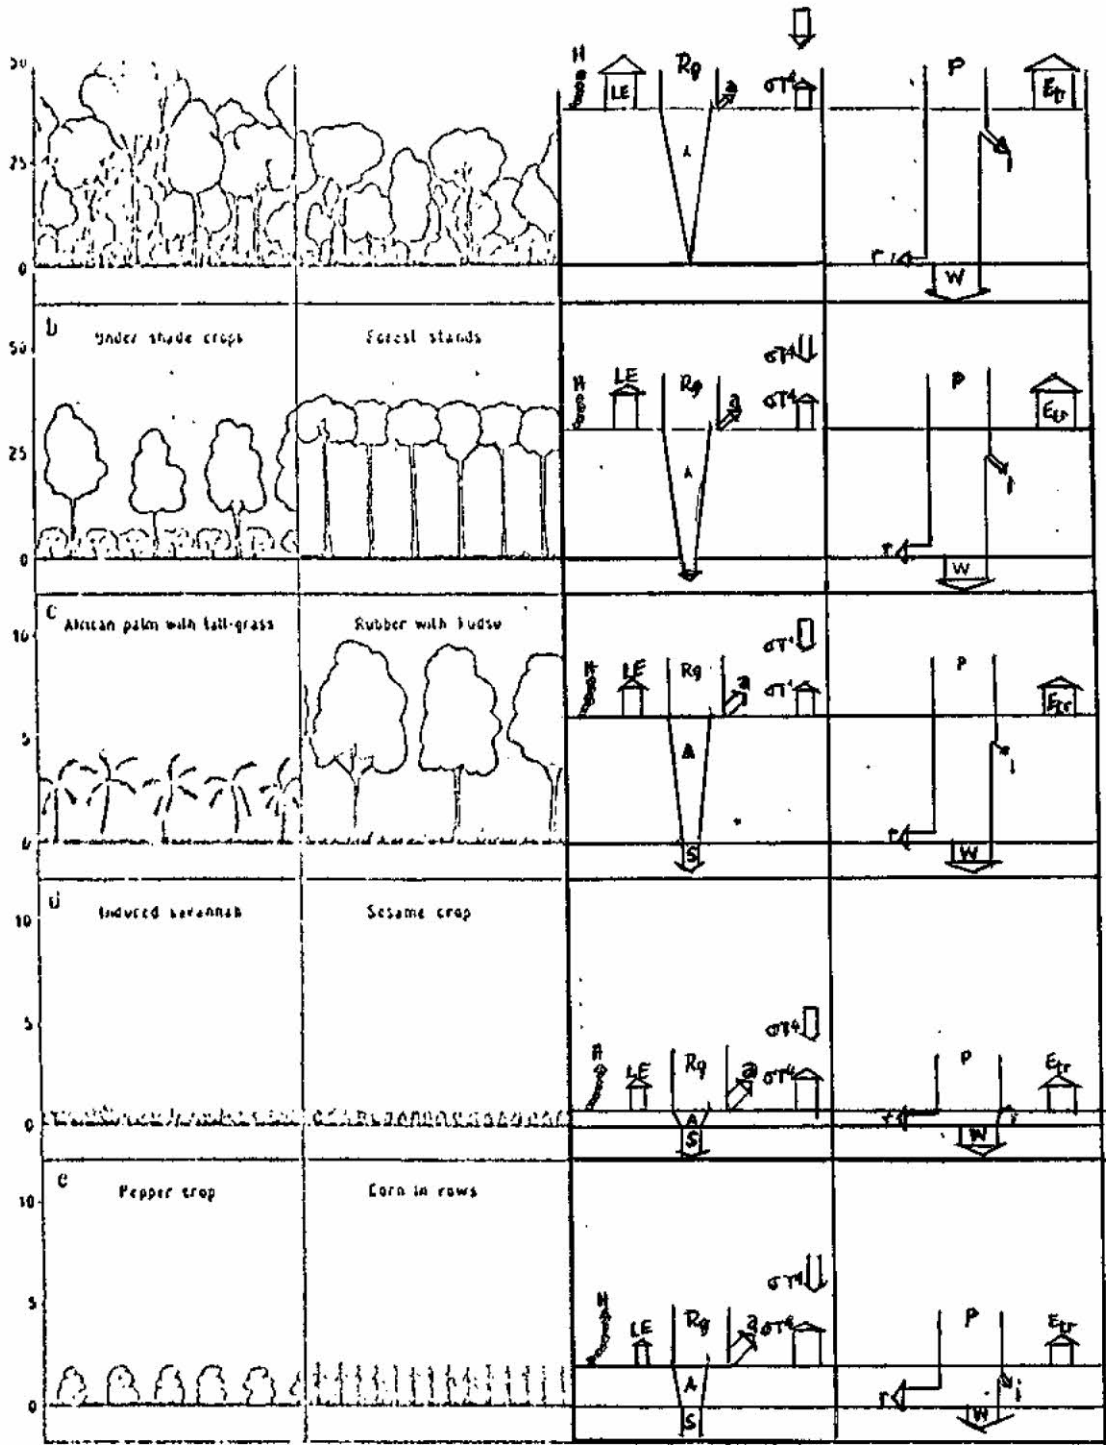 50
H LE Rg a σT⁴ P Etr
A
25
i
r
0
W
b Under shade crops Forest stands
50
σT⁴
H LE Rg a σT⁴ P Etr
25
A i
r
0
W
c African palm with tall-grass Rubber with
10
σT⁴
H LE Rg a σT⁴ P Etr
5
A i
r
0
S W
d Induced savannah Sesame crop
10
5
σT⁴
H LE Rg a σT⁴ P Etr
A r i
0
S W
e Pepper crop Corn in rows
10
σT⁴
5
H LE Rg a σT⁴ P Etr
A r i
0
S W